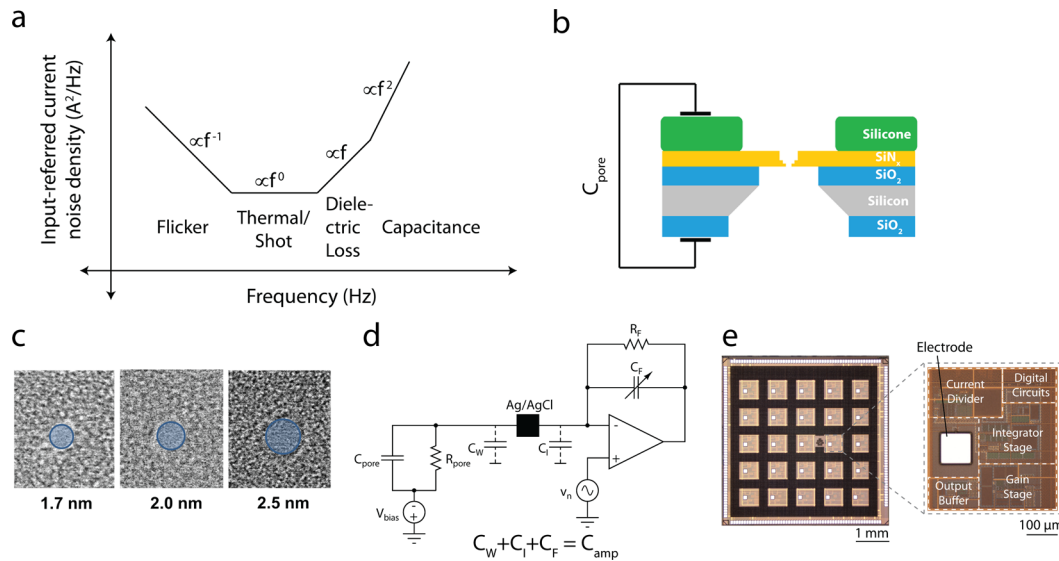 a
Input-referred current
noise density (A²/Hz)
∝f⁻¹
∝f⁰
∝f
∝f²
Flicker
Thermal/
Shot
Dielec-
tric
Loss
Capacitance
Frequency (Hz)
b
C_pore
Silicone
SiNₓ
SiO₂
Silicon
SiO₂
c
1.7 nm
2.0 nm
2.5 nm
d
R_F
C_F
Ag/AgCl
C_W
C_I
C_pore
R_pore
V_bias
v_n
-
+
-
+
C_W+C_I+C_F = C_amp
e
Electrode
Current
Divider
Digital
Circuits
Integrator
Stage
Output
Buffer
Gain
Stage
1 mm
100 μm